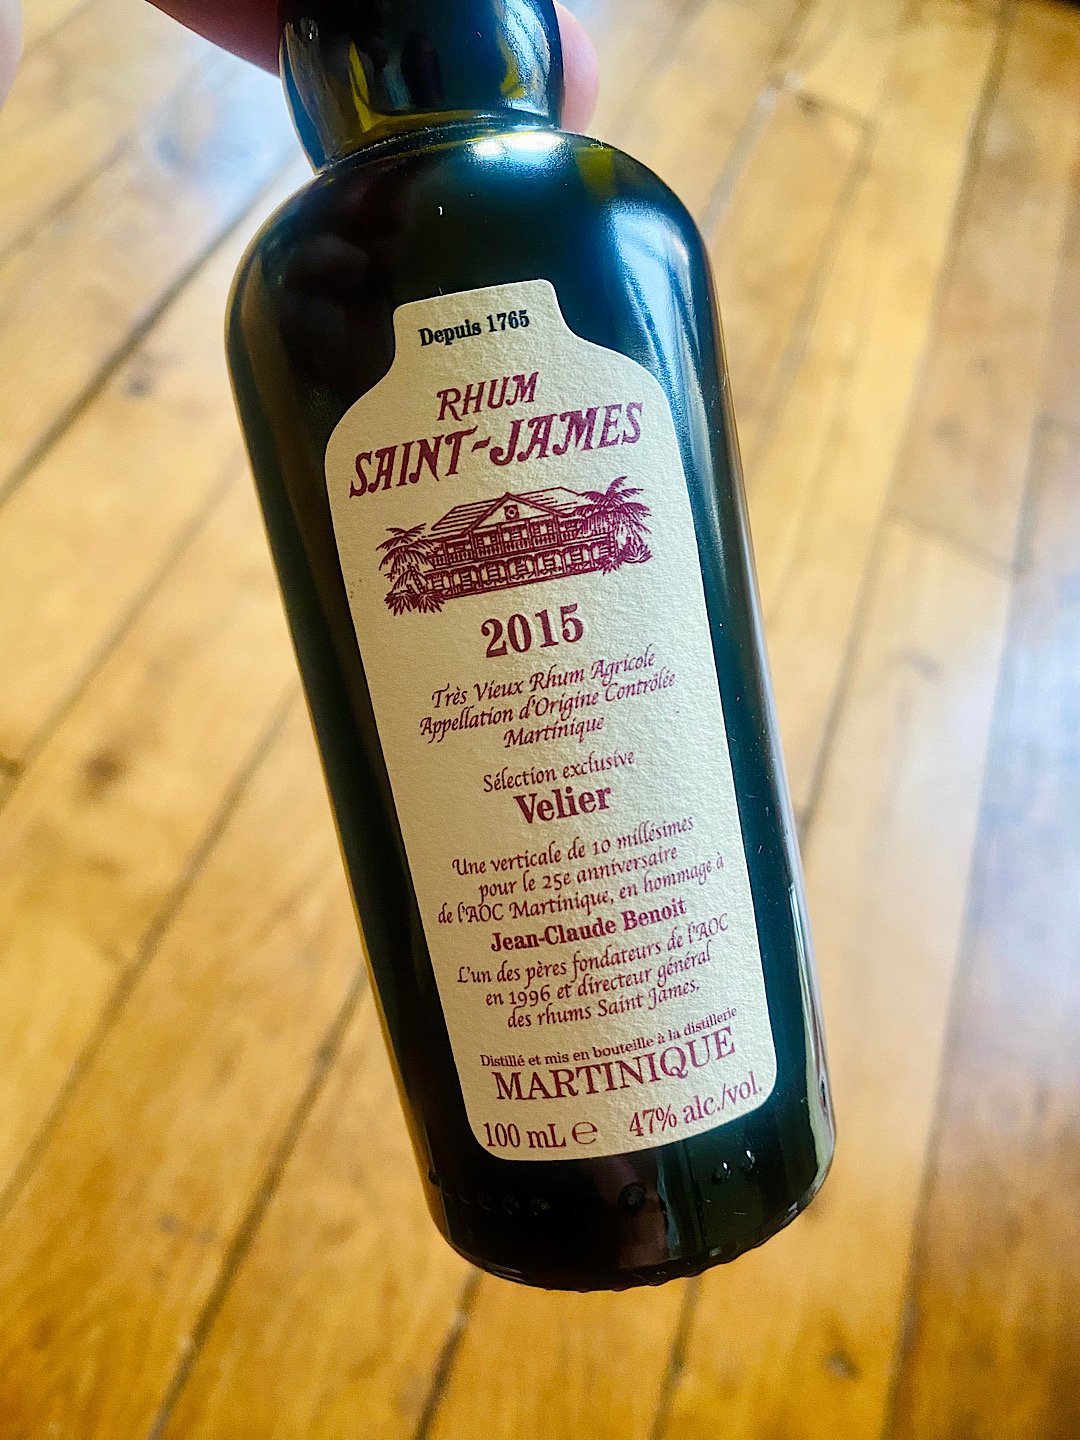 Depuis 1765
RHUM
SAINT-JAMES
2015
Très Vieux Rhum Agricole
Appellation d'Origine Contrôlée
Martinique
Sélection exclusive
Velier
Une verticale de 10 millésimes
pour le 25e anniversaire
de l'AOC Martinique, en hommage à
Jean-Claude Benoit
L'un des pères fondateurs de l'AOC
en 1996 et directeur général
des rhums Saint James.
Distillé et mis en bouteille à la distillerie
MARTINIQUE
100 mL ℮ 47% alc./vol.